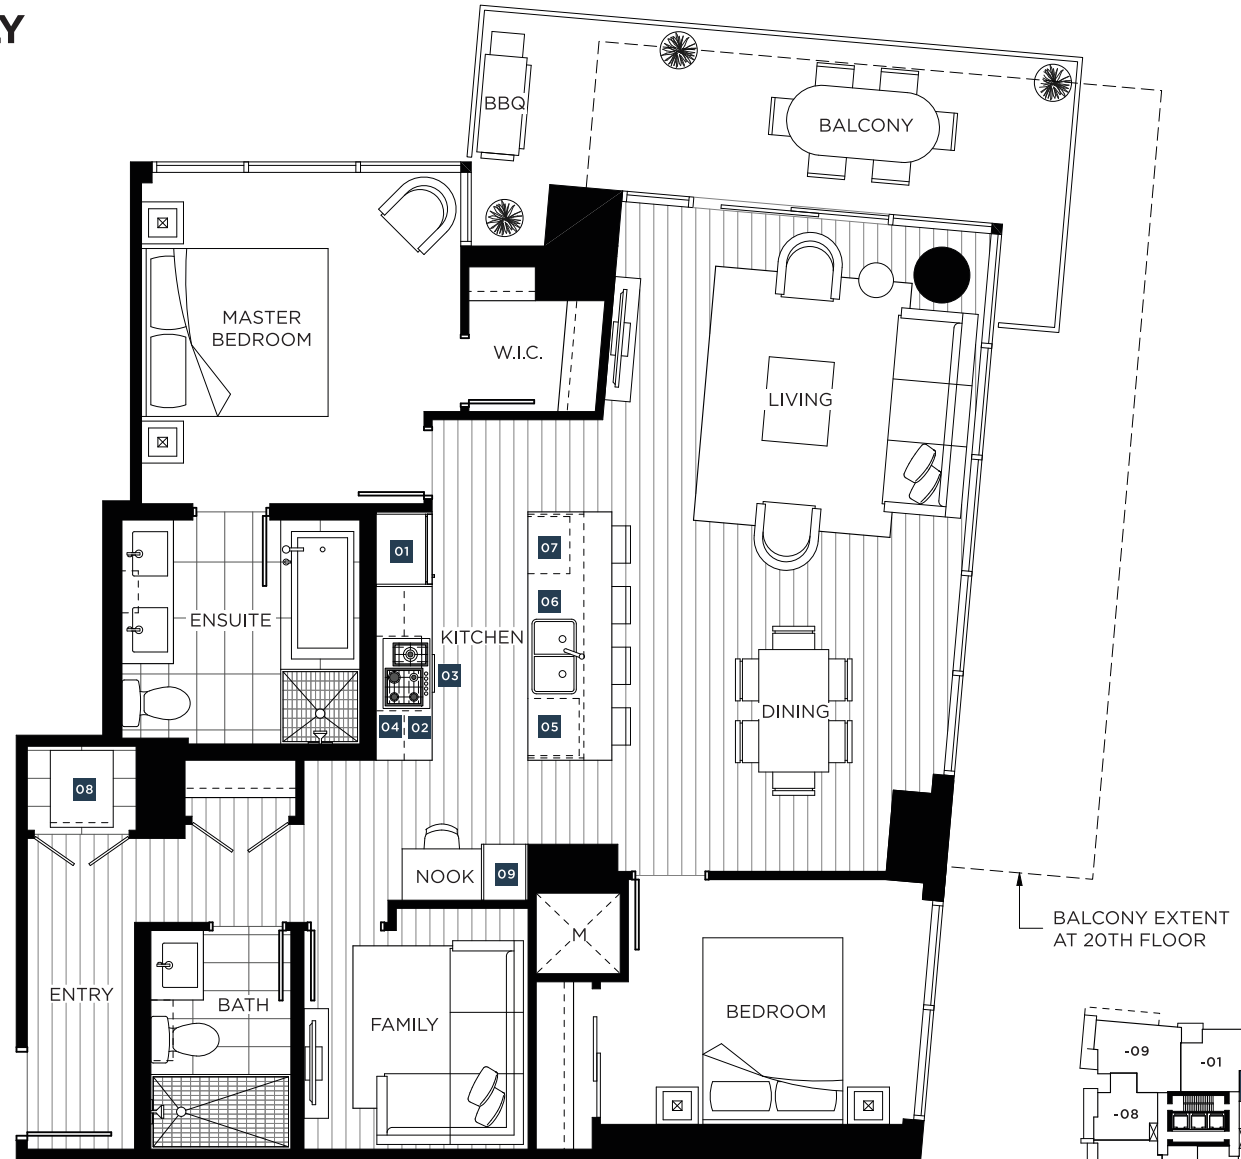 BBQ
BALCONY
MASTER
BEDROOM
W.I.C.
LIVING
01
07
06
ENSUITE
KITCHEN
03
04
02
05
DINING
08
NOOK
09
BALCONY EXTENT
AT 20TH FLOOR
M
ENTRY
BATH
FAMILY
BEDROOM
-09
-01
-08